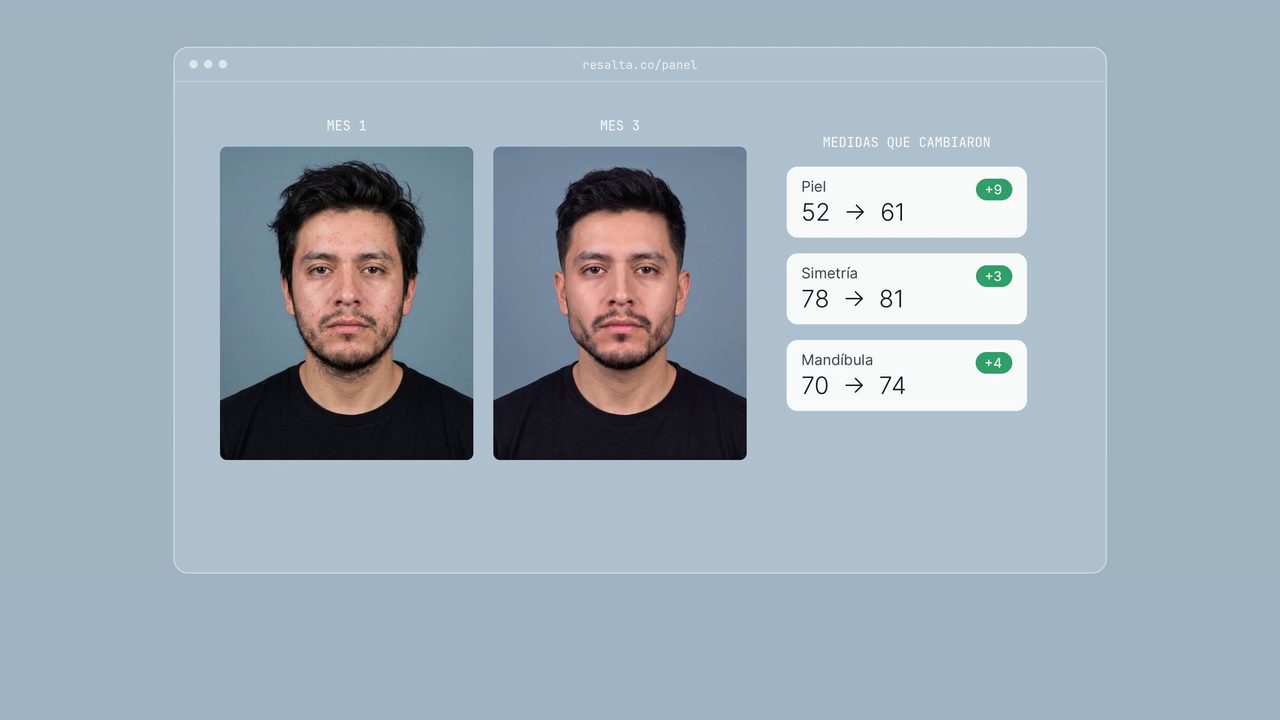 resalta.co/panel
MES 1
MES 3
MEDIDAS QUE CAMBIARON
Piel
+9
52 → 61
Simetría
+3
78 → 81
Mandíbula
+4
70 → 74